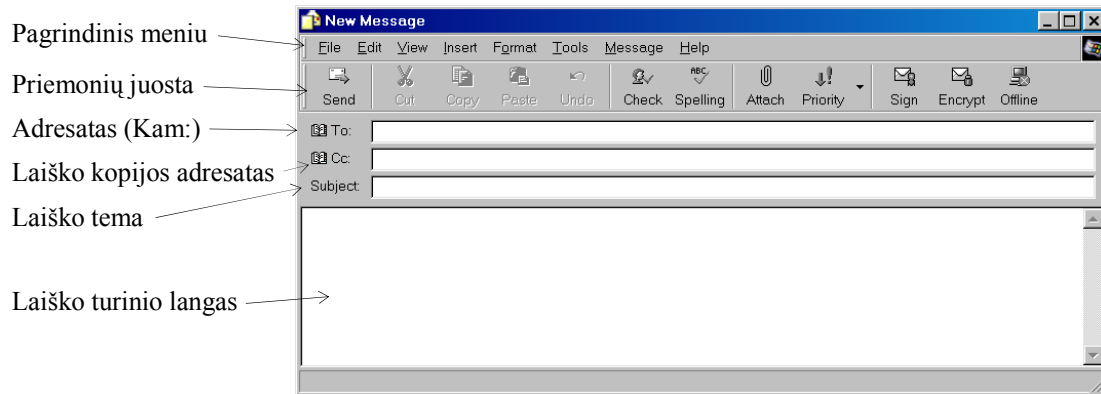 New Message
Pagrindinis meniu
File Edit View Insert Format Tools Message Help
Priemonių juosta
ABC
Send Cut Copy Paste Undo Check Spelling Attach Priority Sign Encrypt Offline
Adresatas (Kam:)
To:
Laiško kopijos adresatas
Cc:
Laiško tema
Subject:
Laiško turinio langas